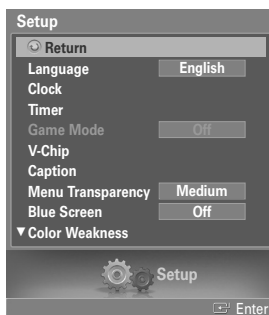 Setup
Return
Language English
Clock
Timer
Game Mode Off
V-Chip
Caption
Menu Transparency Medium
Blue Screen Off
▼Color Weakness
Setup
Enter